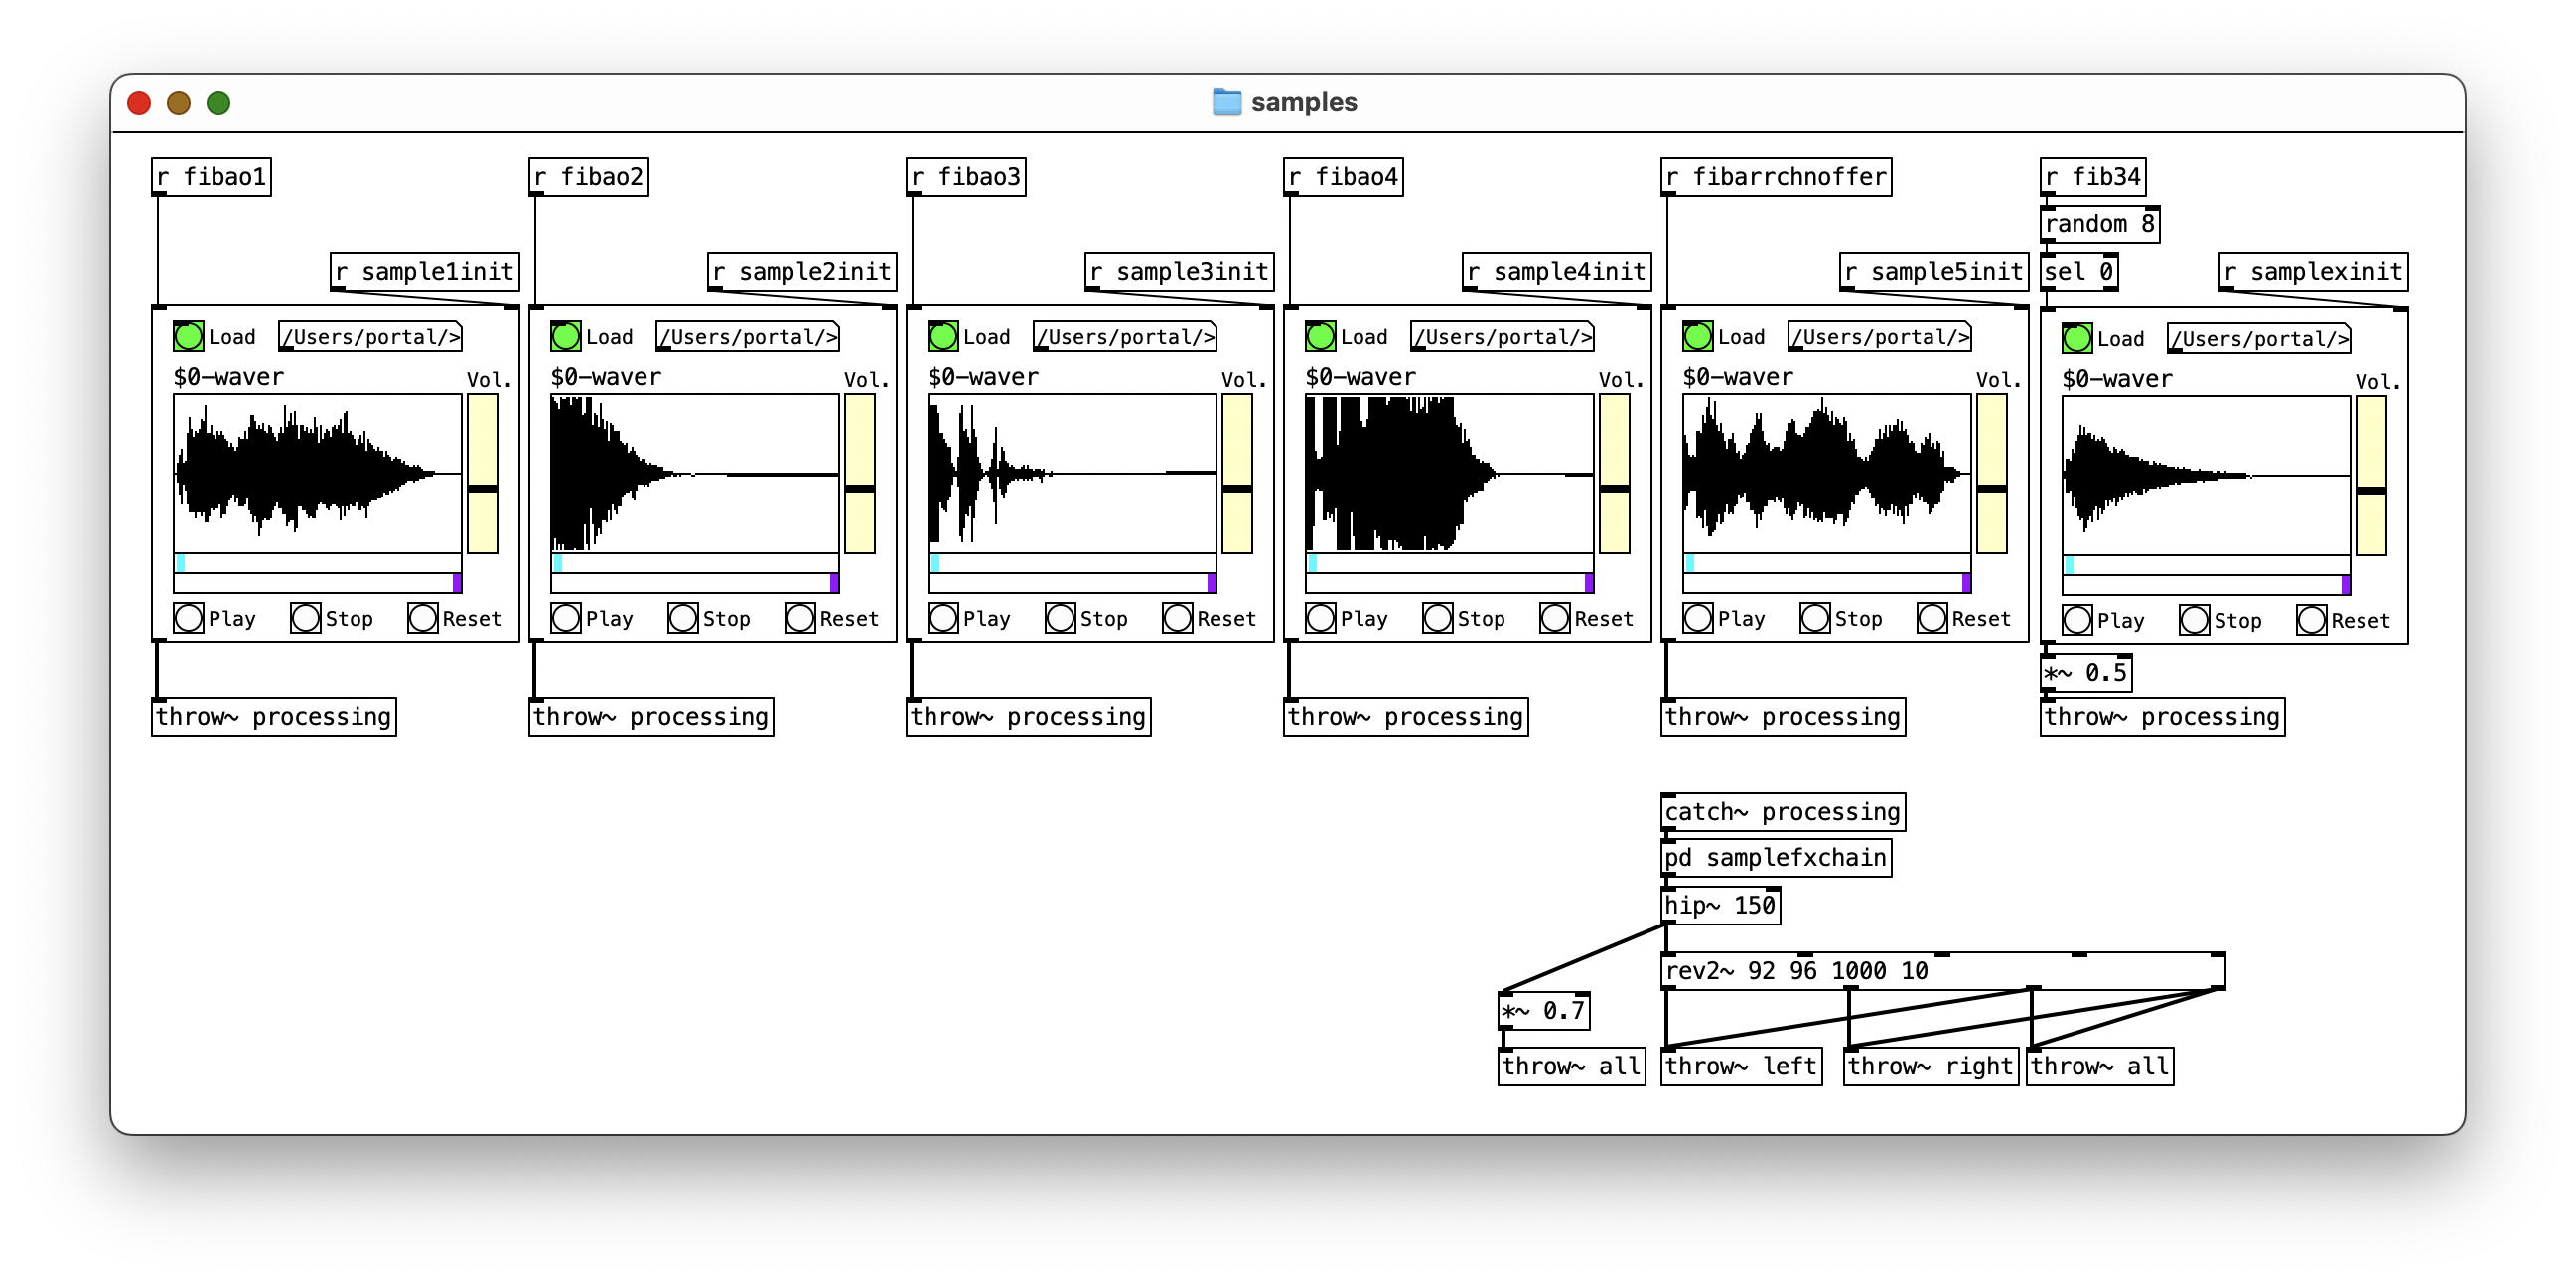 samples
r fibao1
r fibao2
r fibao3
r fibao4
r fibarrchnoffer
r fib34
random 8
r sample1init
r sample2init
r sample3init
r sample4init
r sample5init
sel 0
r samplexinit
Load /Users/portal/>
$0-waver Vol.
Play Stop Reset
throw~ processing
Load /Users/portal/>
$0-waver Vol.
Play Stop Reset
throw~ processing
Load /Users/portal/>
$0-waver Vol.
Play Stop Reset
throw~ processing
Load /Users/portal/>
$0-waver Vol.
Play Stop Reset
throw~ processing
Load /Users/portal/>
$0-waver Vol.
Play Stop Reset
throw~ processing
Load /Users/portal/>
$0-waver Vol.
Play Stop Reset
*~ 0.5
throw~ processing
catch~ processing
pd samplefxchain
hip~ 150
rev2~ 92 96 1000 10
*~ 0.7
throw~ all
throw~ left
throw~ right
throw~ all